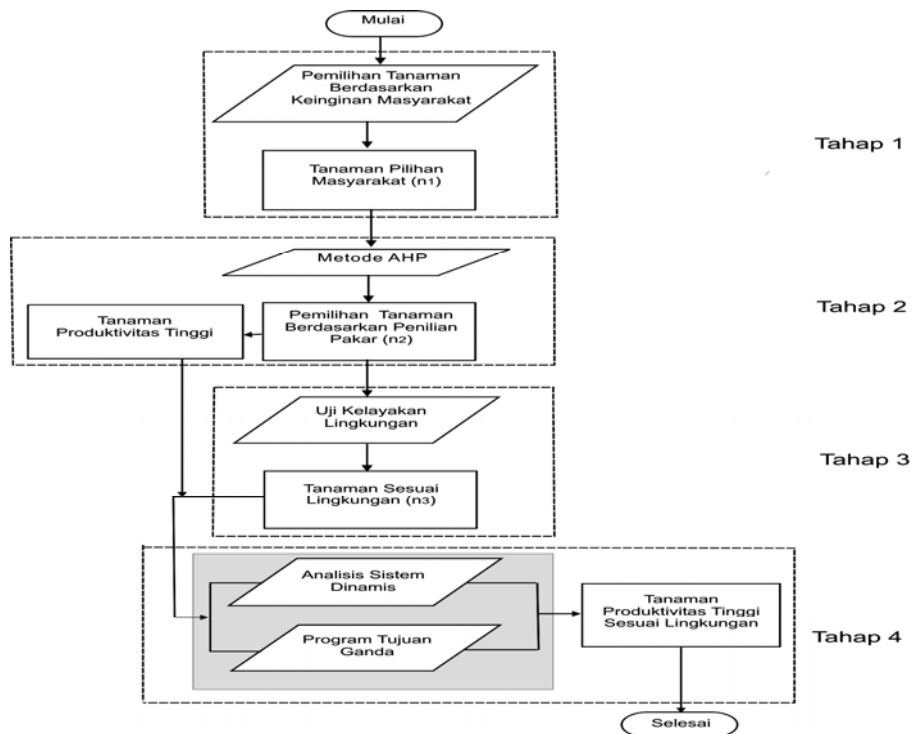 Mulai
Pemilihan Tanaman
Berdasarkan
Keinginan Masyarakat
Tahap 1
Tanaman Pilihan
Masyarakat (n1)
Metode AHP
Tahap 2
Tanaman
Produktivitas Tinggi
Pemilihan Tanaman
Berdasarkan Penilian
Pakar (n2)
Uji Kelayakan
Lingkungan
Tahap 3
Tanaman Sesuai
Lingkungan (n3)
Analisis Sistem
Dinamis
Program Tujuan
Ganda
Tanaman
Produktivitas Tinggi
Sesuai Lingkungan
Tahap 4
Selesai